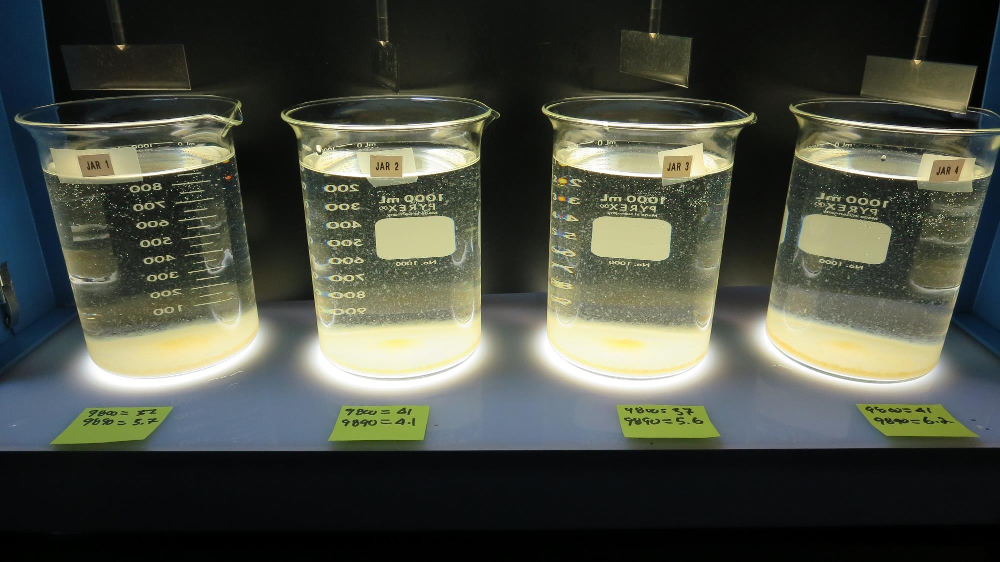 JAR 1
800
700
600
500
400
300
200
100
JAR 2
200
300
400
500
600
700
800
900
1000 mL
PYREX®
Made in Germany
No. 1000
JAR 3
1000 mL
PYREX®
Made in Germany
No. 1000
JAR 4
1000 mL
PYREX®
Made in Germany
No. 1000
9800 = 37
9890 = 5.7
9800 = 41
9890 = 4.1
9800 = 37
9890 = 5.6
9800 = 41
9890 = 6.2